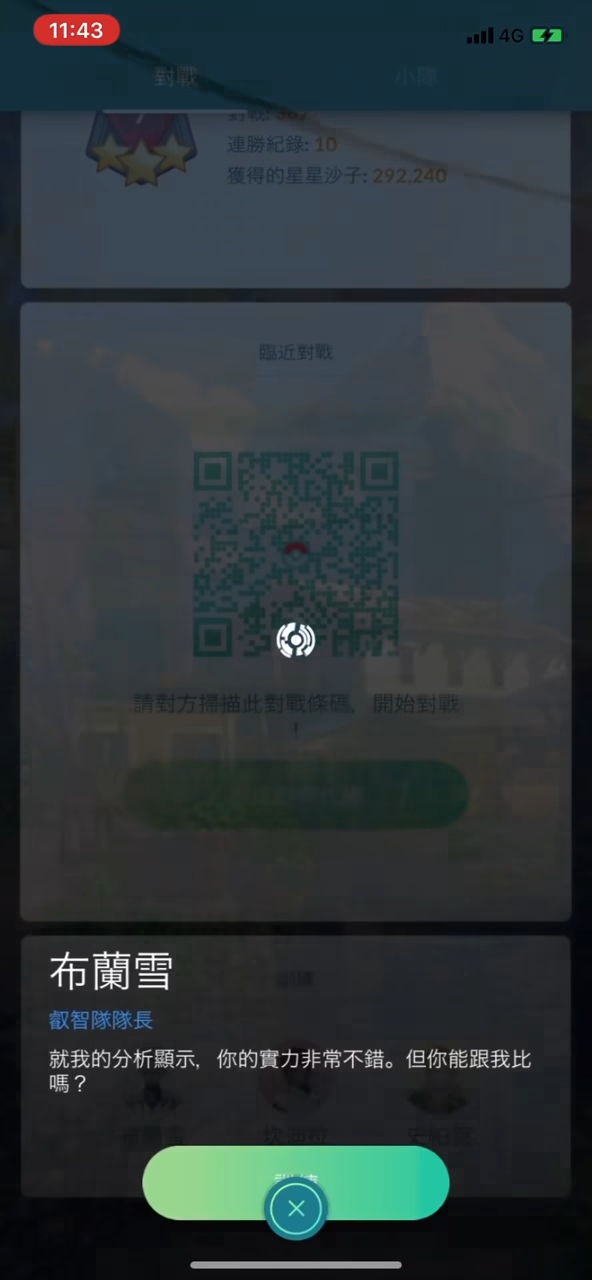 11:43
4G
對戰
小隊
對戰: 307
連勝紀錄: 10
獲得的星星沙子: 292,240
臨近對戰
請對方掃描此對戰條碼，開始對戰
！
布蘭雪
叡智隊隊長
就我的分析顯示，你的實力非常不錯。但你能跟我比
嗎？